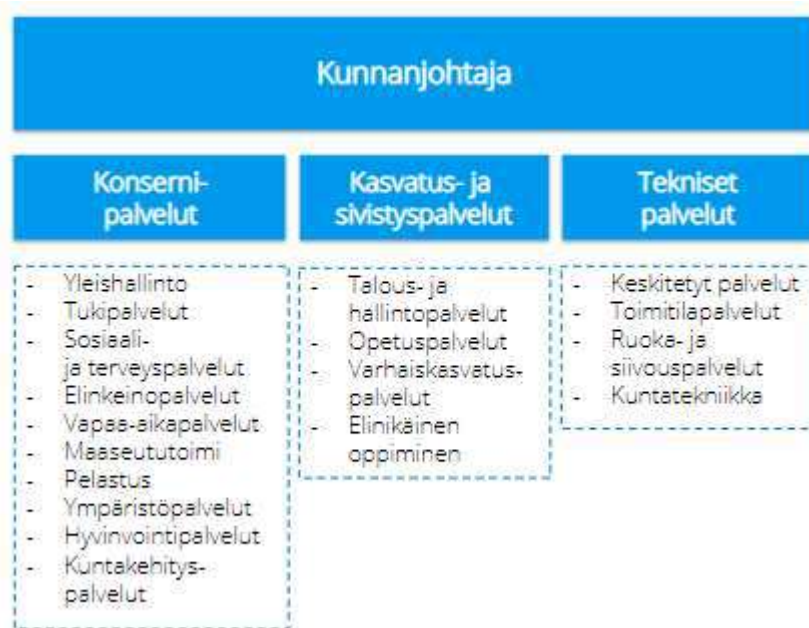 Kunnanjohtaja
Konserni-
palvelut
Kasvatus- ja
sivistyspalvelut
Tekniset
palvelut
- Yleishallinto
- Tukipalvelut
- Sosiaali-
ja terveyspalvelut
- Elinkeinopalvelut
- Vapaa-aikapalvelut
- Maaseututoimi
- Pelastus
- Ympäristöpalvelut
- Hyvinvointipalvelut
- Kuntakehitys-
palvelut
- Talous- ja
hallintopalvelut
- Opetuspalvelut
- Varhaiskasvatus-
palvelut
- Elinikäinen
oppiminen
- Keskitetyt palvelut
- Toimitilapalvelut
- Ruoka- ja
siivouspalvelut
- Kuntatekniikka